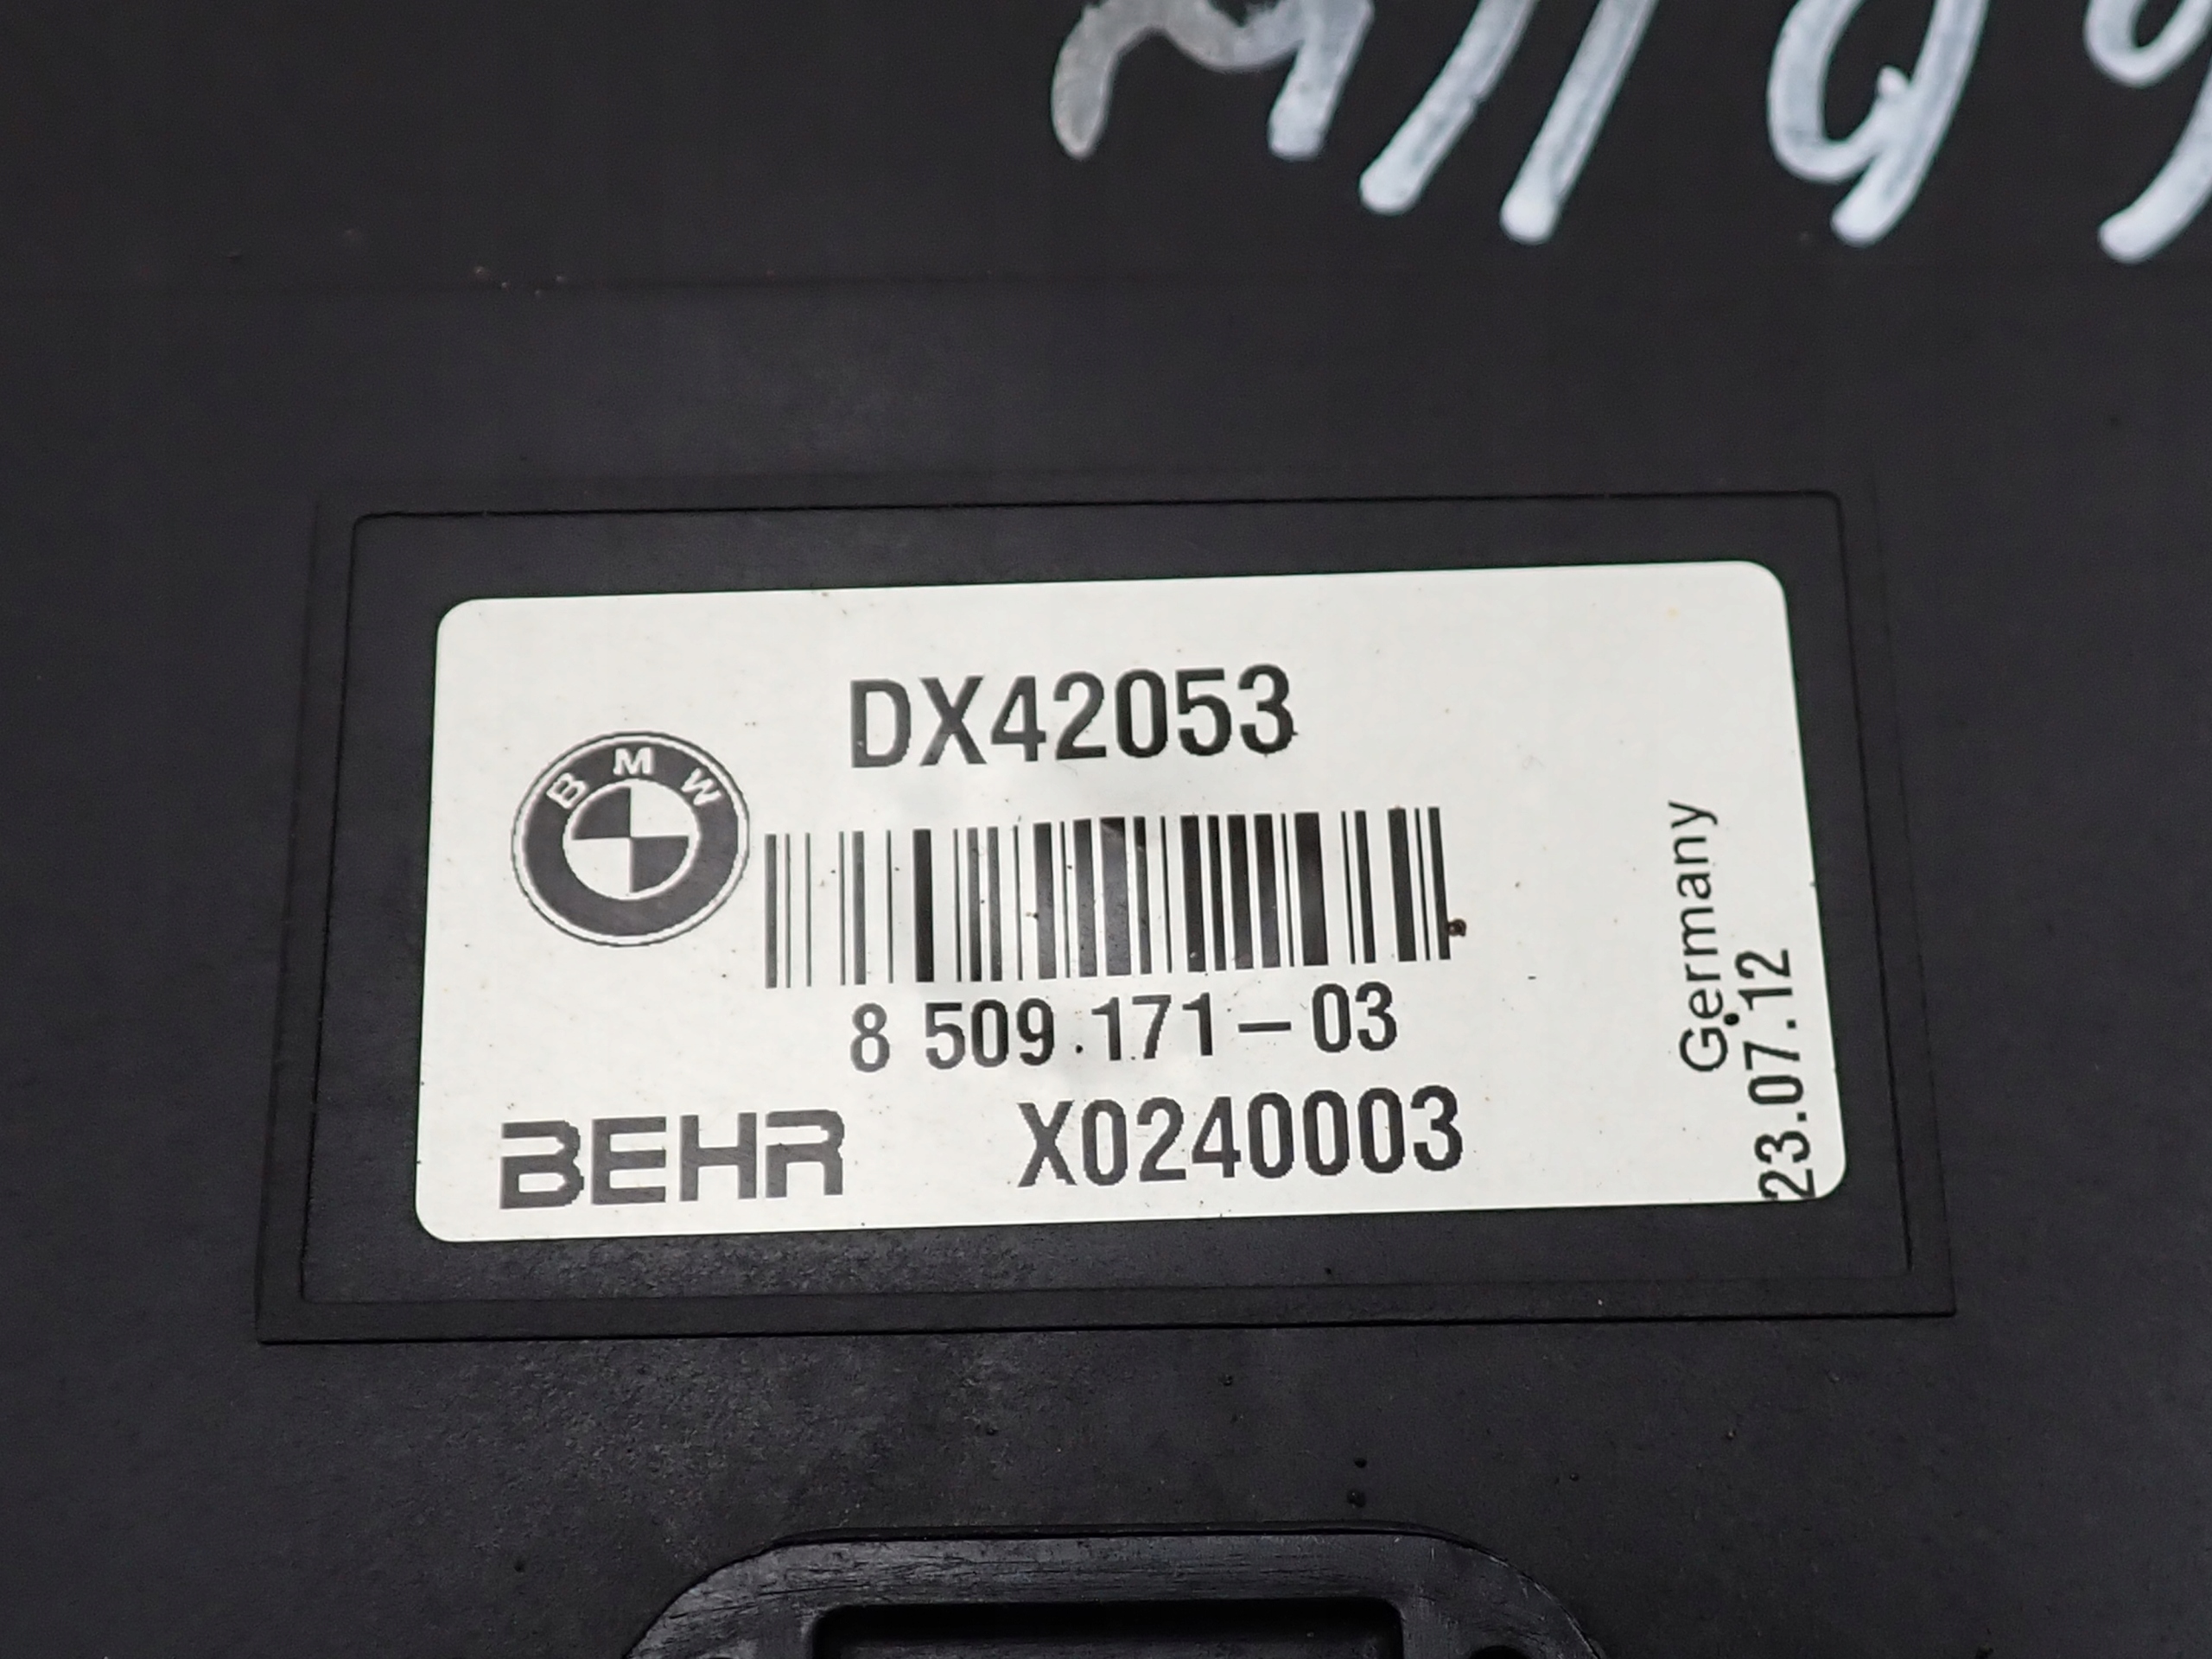 DX42053
BMW
8 509 171-03
BEHR X0240003
Germany
23.07.12